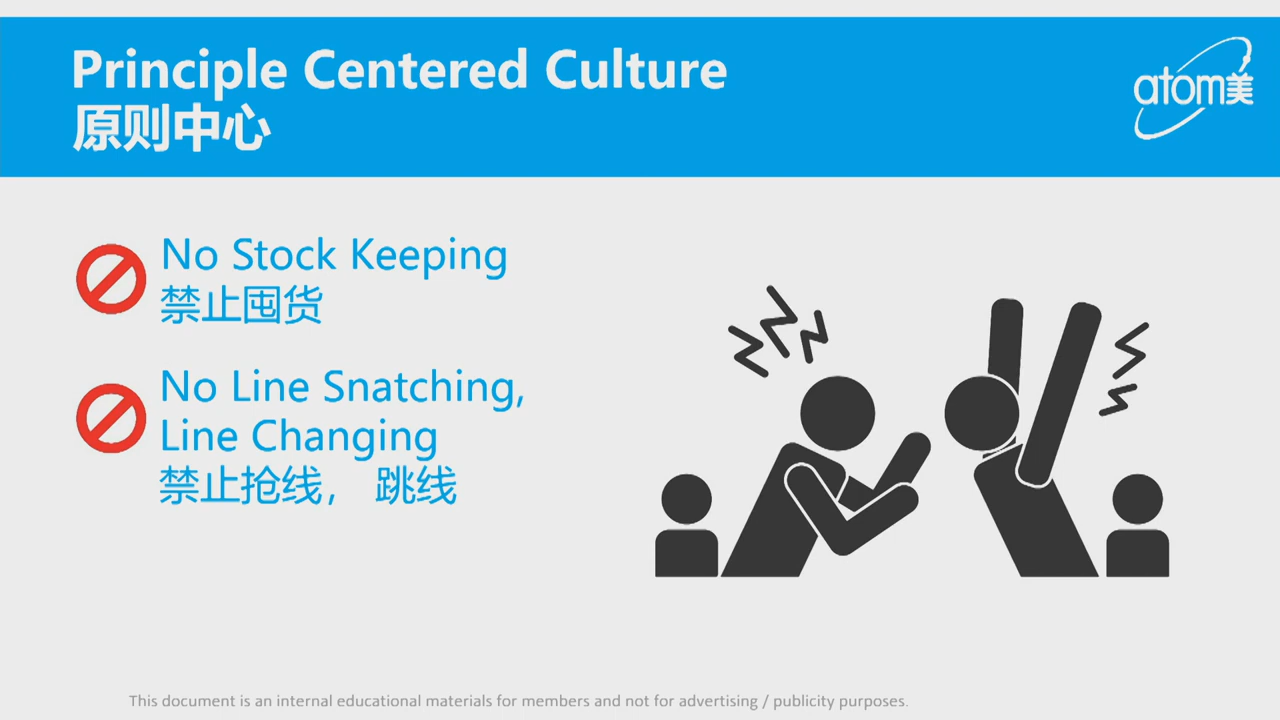 Principle Centered Culture
原则中心
atom美
No Stock Keeping
禁止囤货
No Line Snatching,
Line Changing
禁止抢线， 跳线
This document is an internal educational materials for members and not for advertising / publicity purposes.